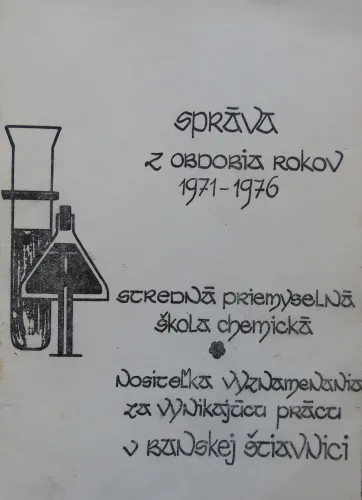 Správa
z obdobia rokov
1971-1976
Stredná priemyselná
škola chemická
Nositeľka vyznamenania
za vynikajúcu prácu
v Banskej Štiavnici